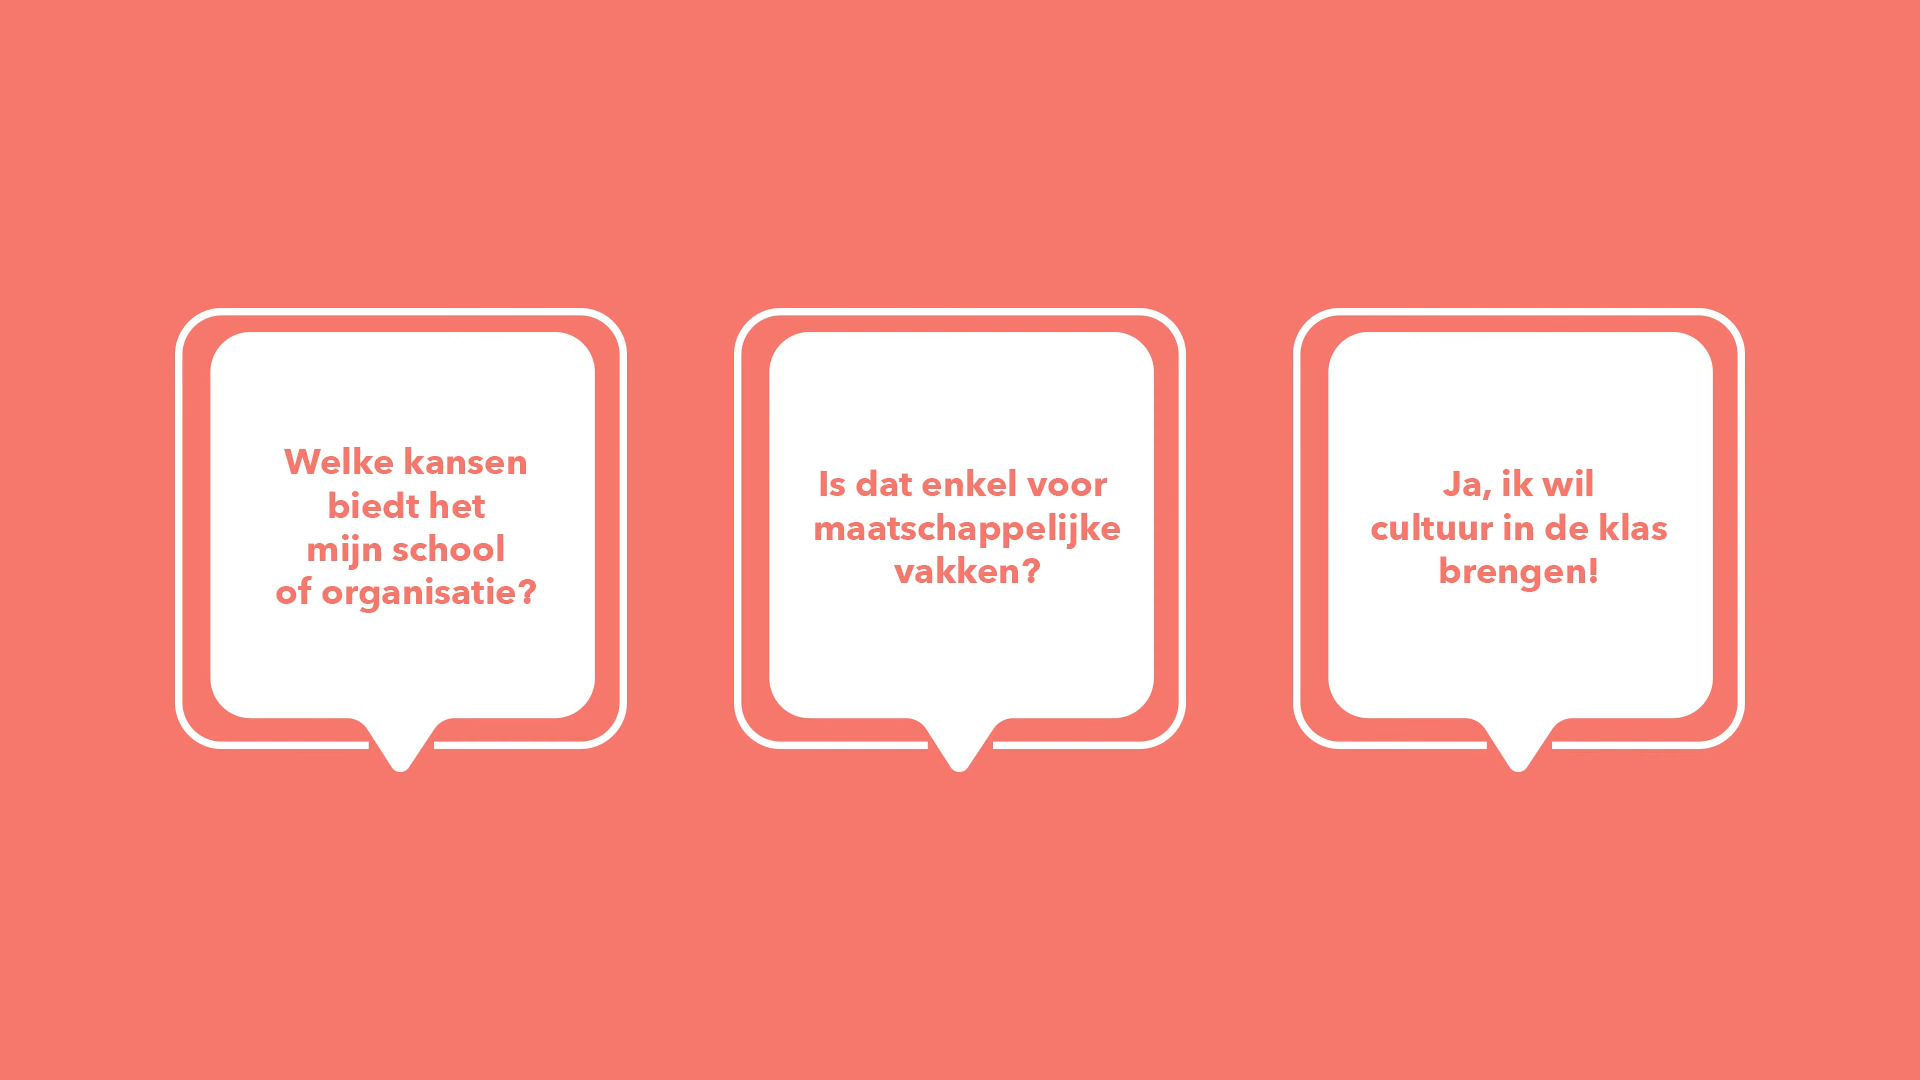 Welke kansen
biedt het
mijn school
of organisatie?
Is dat enkel voor
maatschappelijke
vakken?
Ja, ik wil
cultuur in de klas
brengen!